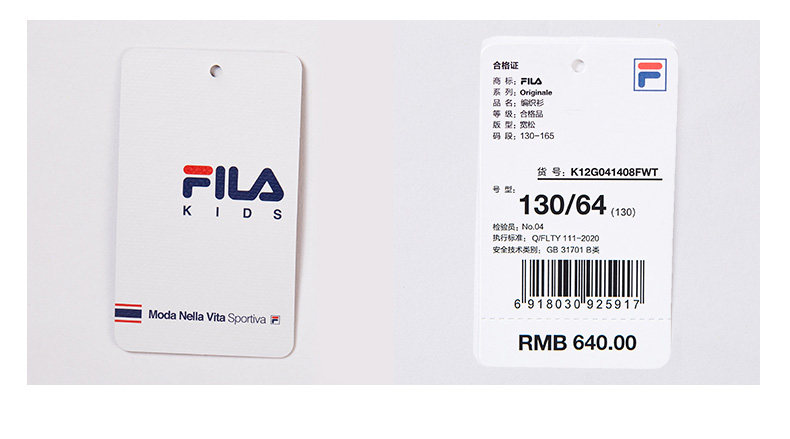 FILA
KIDS
Moda Nella Vita Sportiva F
合格证
商 标: FILA
系 列: Originale
品 名: 编织衫
等 级: 合格品
版 型: 宽松
码 段: 130-165
货 号: K12G041408FWT
号 型:
130/64 (130)
检验员: No.04
执行标准: Q/FLTY 111-2020
安全技术类别: GB 31701 B类
6 918030 925917
RMB 640.00